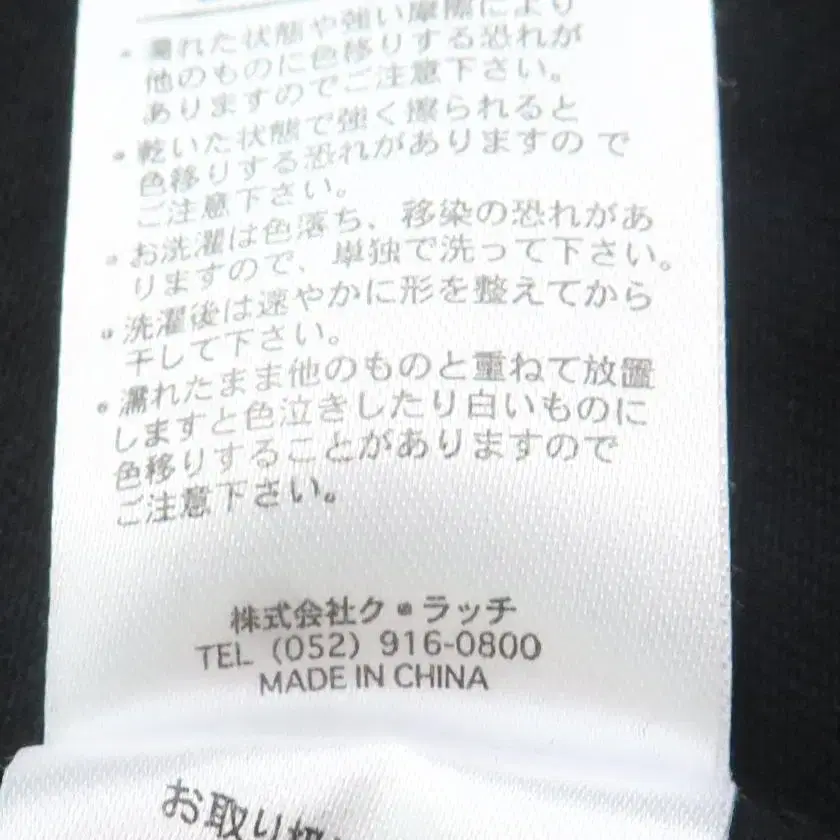 ・濡れた状態や強い摩擦により
他のものに色移りする恐れが
ありますのでご注意下さい。
・乾いた状態で強く擦られると
色移りする恐れがありますので
ご注意下さい。
・お洗濯は色落ち、移染の恐れがあ
りますので、単独で洗って下さい。
・洗濯後は速やかに形を整えてから
干して下さい。
・濡れたまま他のものと重ねて放置
しますと色泣きしたり白いものに
色移りすることがありますので
ご注意下さい。
株式会社ク・ラッチ
TEL (052) 916-0800
MADE IN CHINA
お取り扱